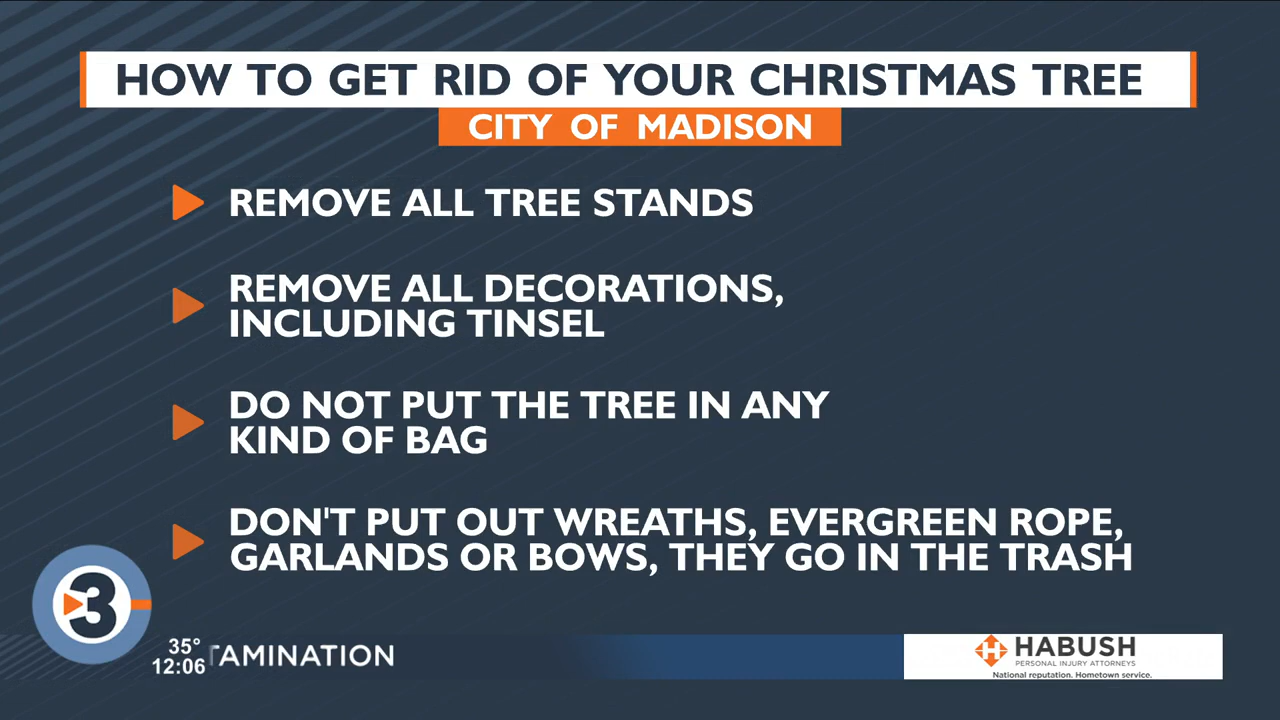 HOW TO GET RID OF YOUR CHRISTMAS TREE
CITY OF MADISON
REMOVE ALL TREE STANDS
REMOVE ALL DECORATIONS,
INCLUDING TINSEL
DO NOT PUT THE TREE IN ANY
KIND OF BAG
DON'T PUT OUT WREATHS, EVERGREEN ROPE,
GARLANDS OR BOWS, THEY GO IN THE TRASH
3
35°
12:06
TAMINATION
HABUSH
PERSONAL INJURY ATTORNEYS
National reputation. Hometown service.